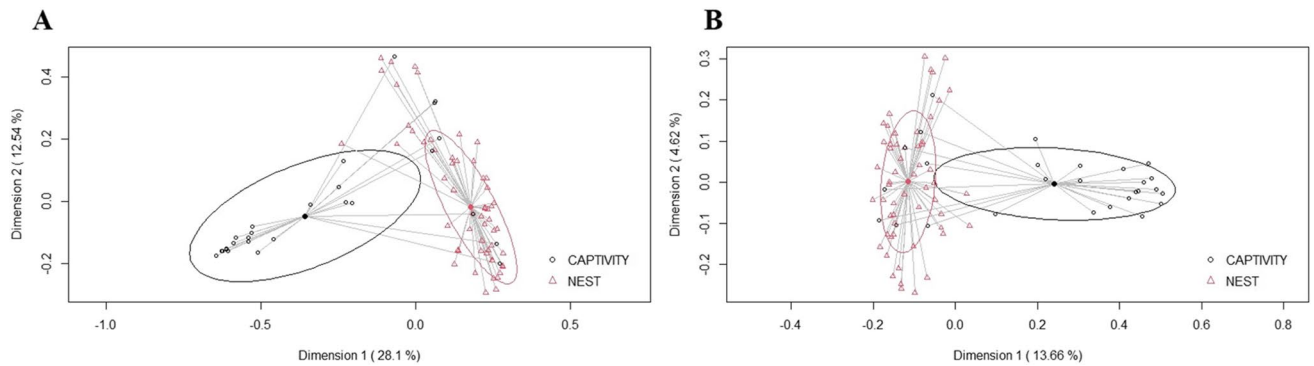 A
Dimension 2 ( 12.54 %)
0.4
0.2
0.0
-0.2
CAPTIVITY
NEST
-1.0 -0.5 0.0 0.5
Dimension 1 ( 28.1 %)
B
Dimension 2 ( 4.62 %)
0.3
0.2
0.1
0.0
-0.1
-0.2
CAPTIVITY
NEST
-0.4 -0.2 0.0 0.2 0.4 0.6 0.8
Dimension 1 ( 13.66 %)